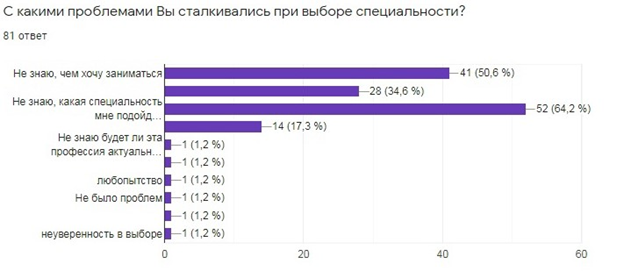 С какими проблемами Вы сталкивались при выборе специальности?
81 ответ
Не знаю, чем хочу заниматься
41 (50,6 %)
28 (34,6 %)
Не знаю, какая специальность
мне подойд…
52 (64,2 %)
14 (17,3 %)
Не знаю будет ли эта
профессия актуальн…
1 (1,2 %)
1 (1,2 %)
любопытство
1 (1,2 %)
Не было проблем
1 (1,2 %)
1 (1,2 %)
неуверенность в выборе
1 (1,2 %)
0 20 40 60